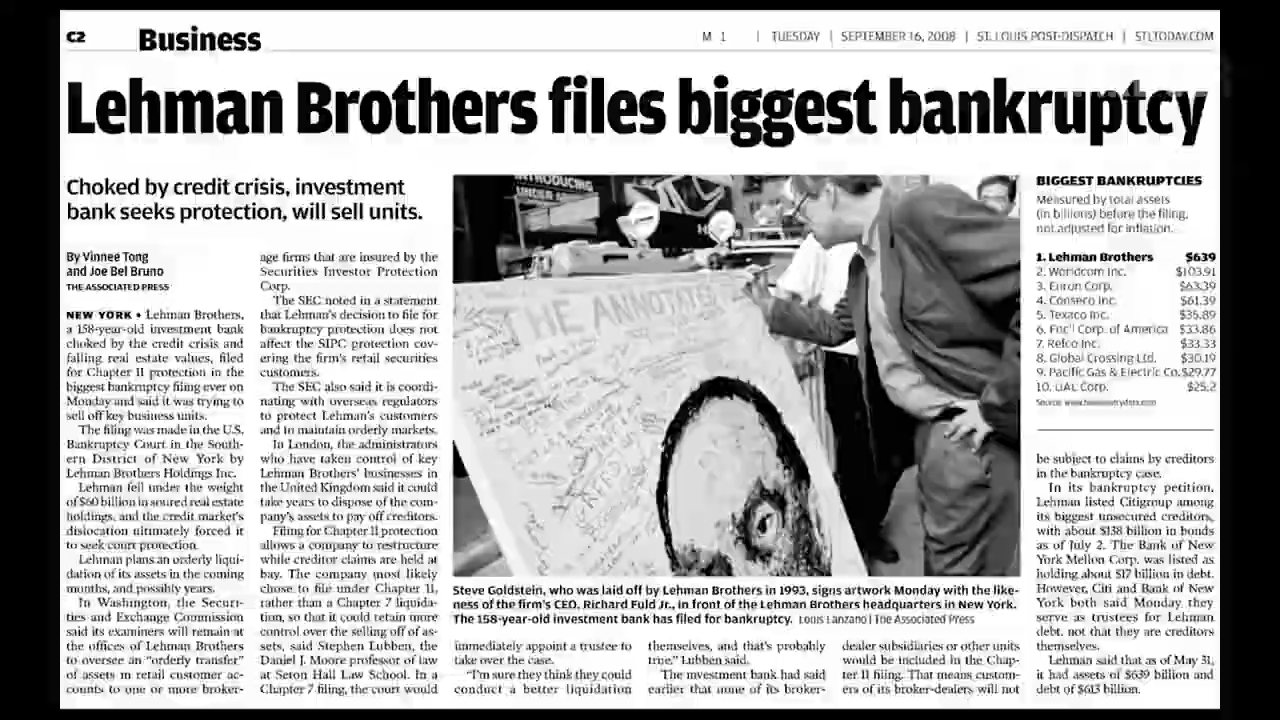 C2
Business
M 1 | TUESDAY | SEPTEMBER 16, 2008 | ST. LOUIS POST-DISPATCH | STLTODAY.COM
Lehman Brothers files biggest bankruptcy
Choked by credit crisis, investment
bank seeks protection, will sell units.
By Vinnee Tong
and Joe Bel Bruno
THE ASSOCIATED PRESS
NEW YORK • Lehman Brothers,
a 158-year-old investment bank
choked by the credit crisis and
falling real estate values, filed
for Chapter 11 protection in the
biggest bankruptcy filing ever on
Monday and said it was trying to
sell off key business units.
The filing was made in the U.S.
Bankruptcy Court in the South-
ern District of New York by
Lehman Brothers Holdings Inc.
Lehman fell under the weight
of $60 billion in soured real estate
holdings, and the credit market's
dislocation ultimately forced it
to seek court protection.
Lehman plans an orderly liqui-
dation of its assets in the coming
months, and possibly years.
In Washington, the Securi-
ties and Exchange Commission
said its examiners will remain at
the offices of Lehman Brothers
to oversee an "orderly transfer"
of assets in retail customer ac-
counts to one or more broker-
age firms that are insured by the
Securities Investor Protection
Corp.
The SEC noted in a statement
that Lehman's decision to file for
bankruptcy protection does not
affect the SIPC protection cov-
ering the firm's retail securities
customers.
The SEC also said it is coordi-
nating with overseas regulators
to protect Lehman's customers
and to maintain orderly markets.
In London, the administrators
who have taken control of key
Lehman Brothers' businesses in
the United Kingdom said it could
take years to dispose of the com-
pany's assets to pay off creditors.
Filing for Chapter 11 protection
allows a company to restructure
while creditor claims are held at
bay. The company most likely
chose to file under Chapter 11,
rather than a Chapter 7 liquida-
tion, so that it could retain more
control over the selling off of as-
sets, said Stephen Lubben, the
Daniel J. Moore professor of law
at Seton Hall Law School. In a
Chapter 7 filing, the court would
INTRODUCING
THE ANNOTATED
Steve Goldstein, who was laid off by Lehman Brothers in 1993, signs artwork Monday with the like-
ness of the firm's CEO, Richard Fuld Jr., in front of the Lehman Brothers headquarters in New York.
The 158-year-old investment bank has filed for bankruptcy. Louis Lanzano | The Associated Press
immediately appoint a trustee to
take over the case.
"I'm sure they think they could
conduct a better liquidation
themselves, and that's probably
true," Lubben said.
The investment bank had said
earlier that none of its broker-
dealer subsidiaries or other units
would be included in the Chap-
ter 11 filing. That means custom-
ers of its broker-dealers will not
BIGGEST BANKRUPTCIES
Measured by total assets
(in billions) before the filing,
not adjusted for inflation.
1. Lehman Brothers $639
2. Worldcom Inc. $103.91
3. Enron Corp. $63.39
4. Conseco Inc. $61.39
5. Texaco Inc. $35.89
6. Fin'l Corp. of America $33.86
7. Refco Inc. $33.33
8. Global Crossing Ltd. $30.19
9. Pacific Gas & Electric Co. $29.77
10. UAL Corp. $25.2
Source: www.bankruptcydata.com
be subject to claims by creditors
in the bankruptcy case.
In its bankruptcy petition,
Lehman listed Citigroup among
its biggest unsecured creditors,
with about $138 billion in bonds
as of July 2. The Bank of New
York Mellon Corp. was listed as
holding about $17 billion in debt.
However, Citi and Bank of New
York both said Monday they
serve as trustees for Lehman
debt, not that they are creditors
themselves.
Lehman said that as of May 31,
it had assets of $639 billion and
debt of $613 billion.